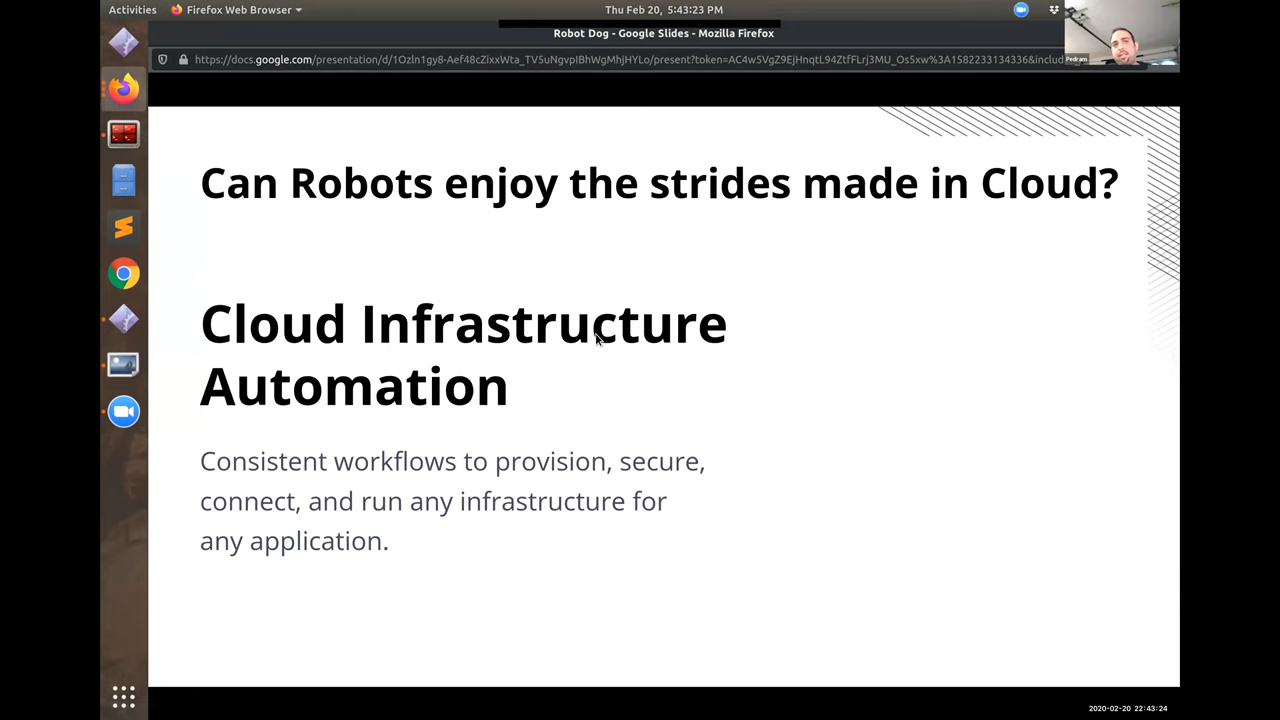 Activities
Firefox Web Browser
Thu Feb 20, 5:43:23 PM
Robot Dog - Google Slides - Mozilla Firefox
Pedram
Can Robots enjoy the strides made in Cloud?
Cloud Infrastructure
Automation
Consistent workflows to provision, secure,
connect, and run any infrastructure for
any application.
2020-02-20 22:43:24